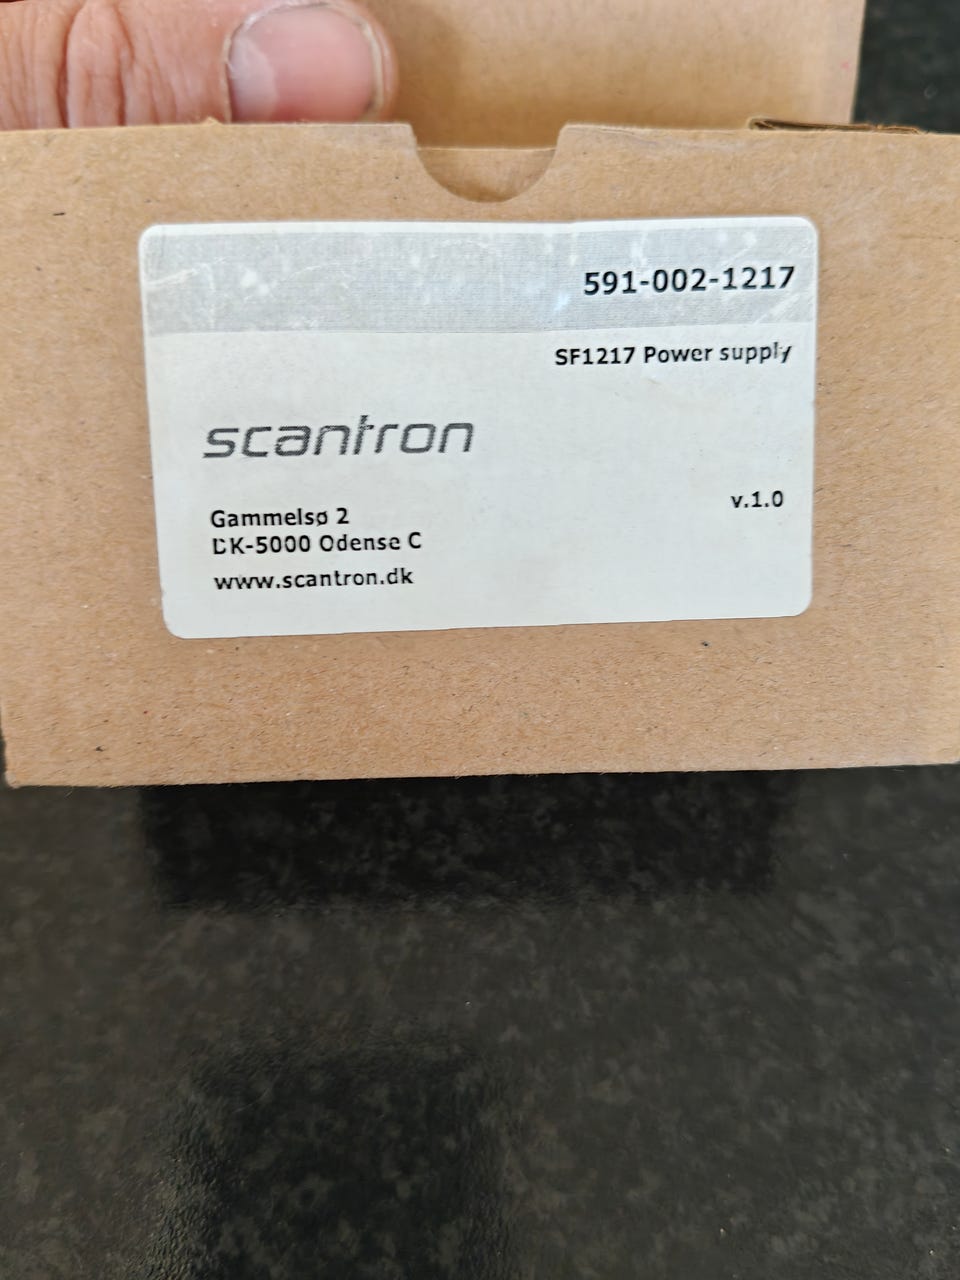 591-002-1217
SF1217 Power supply
scantron
v.1.0
Gammelsø 2
DK-5000 Odense C
www.scantron.dk